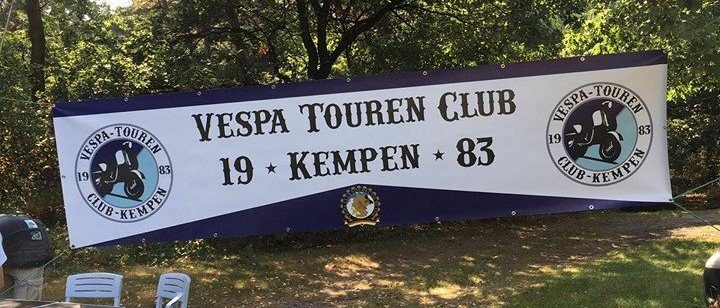 VESPA TOUREN CLUB
19 ★ KEMPEN ★ 83
VESPA-TOUREN
19 83
CLUB-KEMPEN
VESPA-TOUREN
19 83
CLUB-KEMPEN